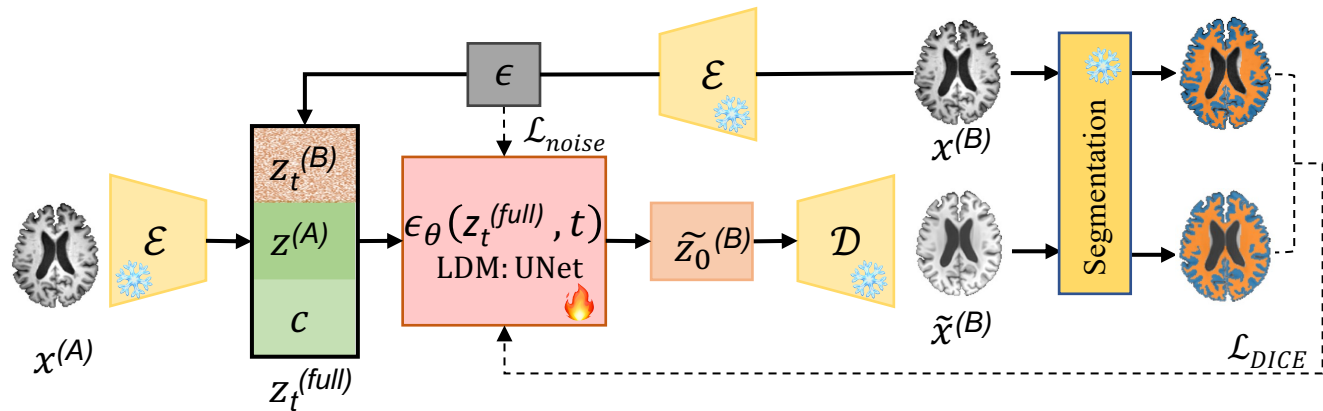 ϵ
ℰ
x^(B)
Segmentation
ℒ_noise
z_t^(B)
z^(A)
c
z_t^(full)
x^(A)
ℰ
ϵ_θ(z_t^(full), t)
LDM: UNet
z̃_0^(B)
𝒟
x̃^(B)
ℒ_DICE